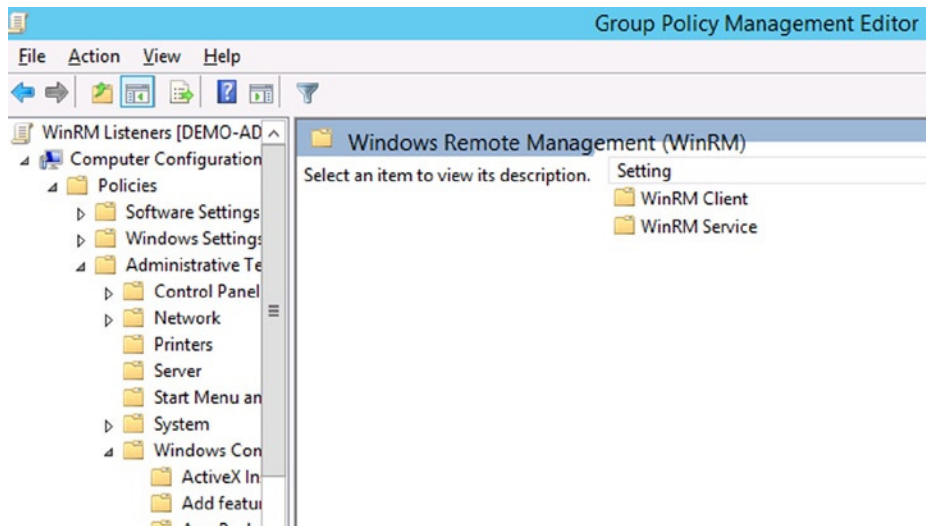 Group Policy Management Editor
File Action View Help
WinRM Listeners [DEMO-AD
Computer Configuration
Policies
Software Settings
Windows Settings
Administrative Te
Control Panel
Network
Printers
Server
Start Menu an
System
Windows Con
ActiveX In
Add featur
Windows Remote Management (WinRM)
Select an item to view its description.
Setting
WinRM Client
WinRM Service